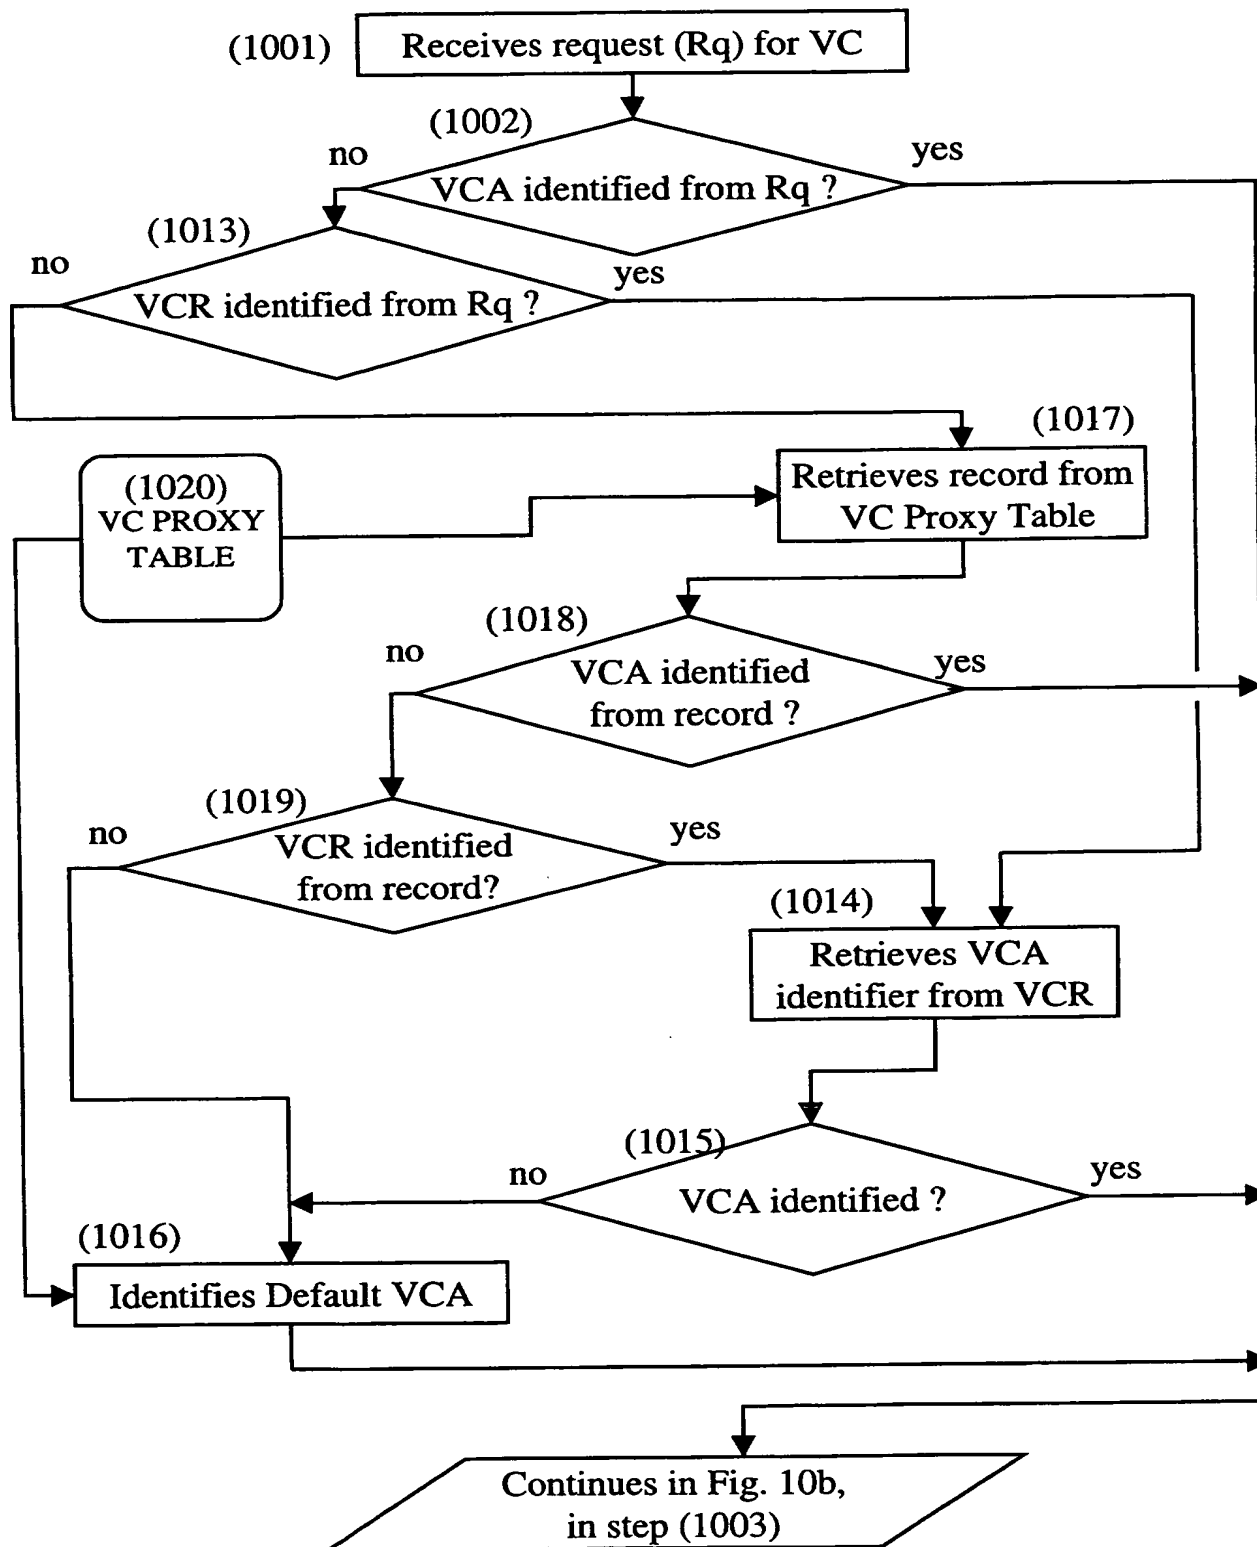 (1001)
Receives request (Rq) for VC
(1002)
no
yes
VCA identified from Rq ?
(1013)
no
yes
VCR identified from Rq ?
(1017)
Retrieves record from
VC Proxy Table
(1020)
VC PROXY
TABLE
(1018)
no
yes
VCA identified
from record ?
(1019)
no
yes
VCR identified
from record?
(1014)
Retrieves VCA
identifier from VCR
(1015)
no
yes
VCA identified ?
(1016)
Identifies Default VCA
Continues in Fig. 10b,
in step (1003)